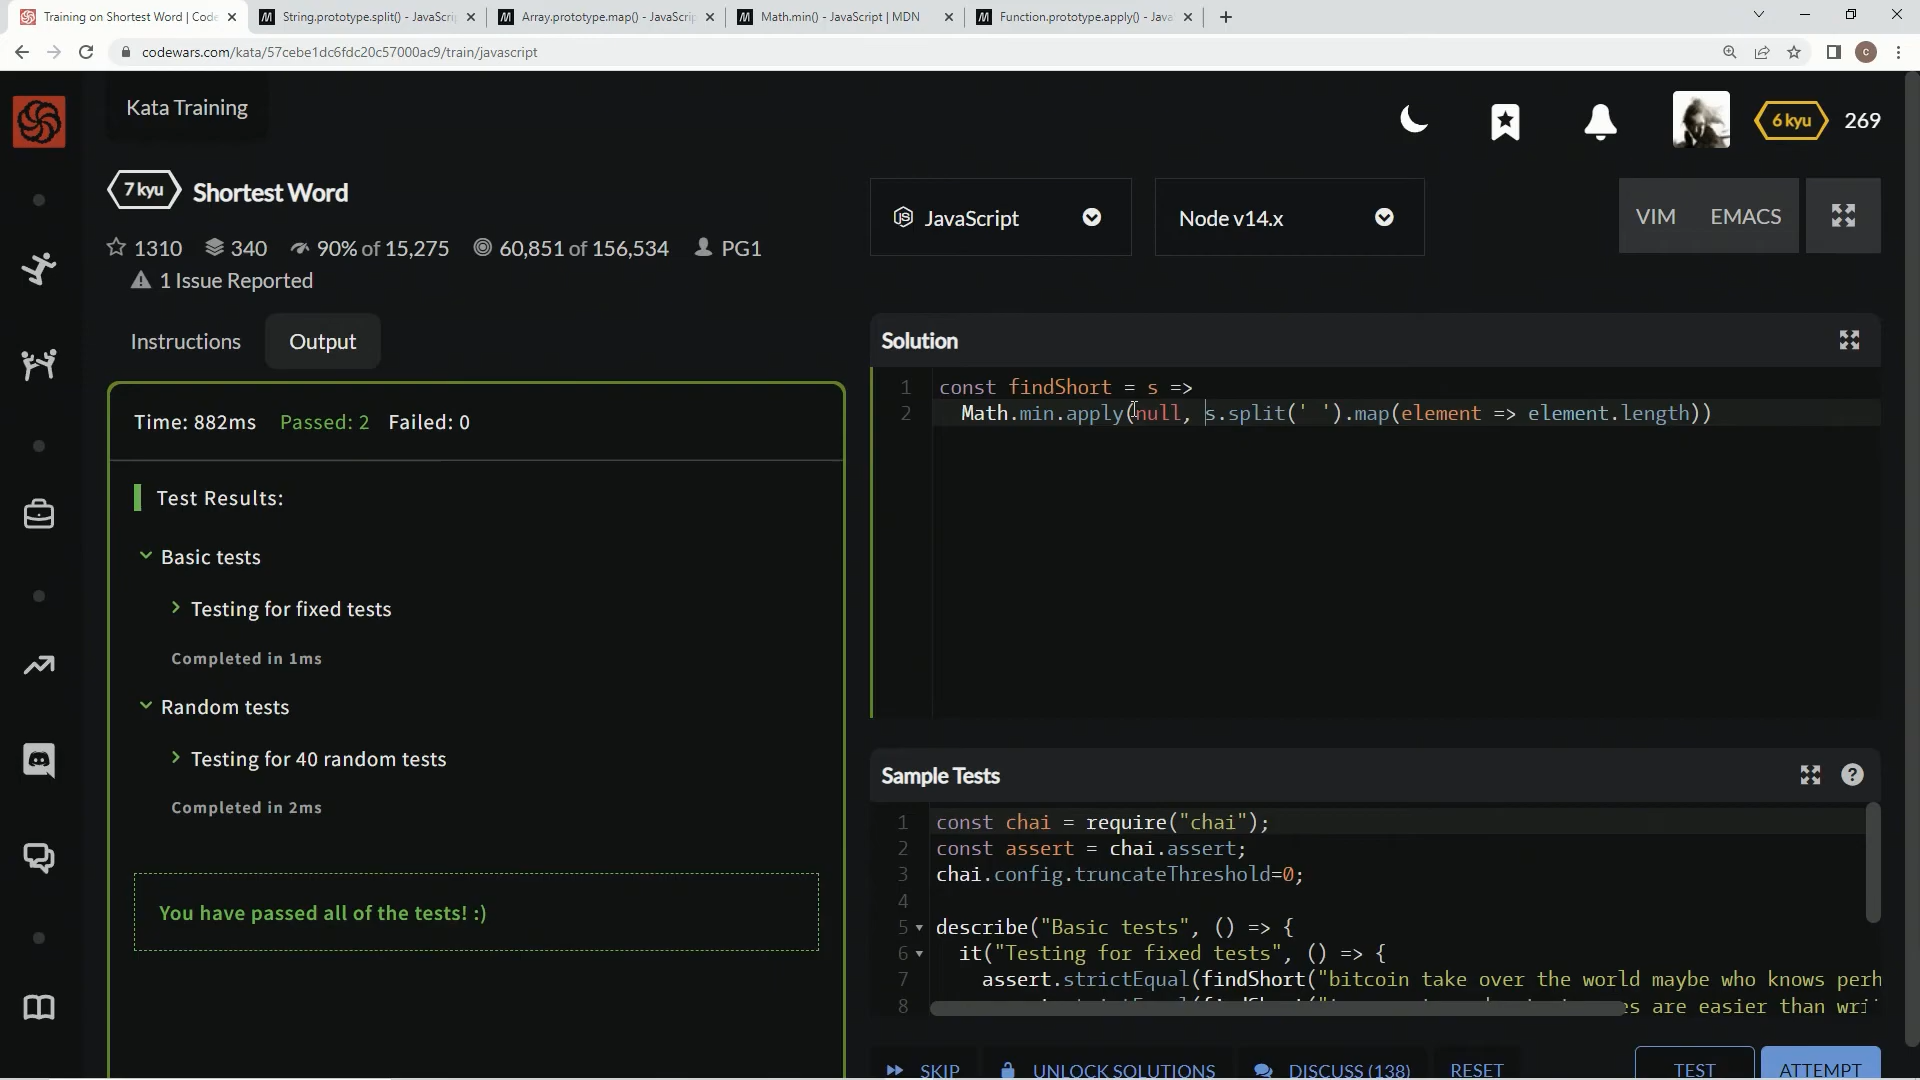 Training on Shortest Word | Code
String.prototype.split() - JavaScri
Array.prototype.map() - JavaScrip
Math.min() - JavaScript | MDN
Function.prototype.apply() - Java
codewars.com/kata/57cebe1dc6fdc20c57000ac9/train/javascript
C
Kata Training
6 kyu
269
7 kyu
Shortest Word
1310
340
90% of 15,275
60,851 of 156,534
PG1
1 Issue Reported
JavaScript
Node v14.x
VIM
EMACS
Instructions
Output
Time: 882ms Passed: 2 Failed: 0
Test Results:
Basic tests
Testing for fixed tests
Completed in 1ms
Random tests
Testing for 40 random tests
Completed in 2ms
You have passed all of the tests! :)
Solution
1 const findShort = s =>
2 Math.min.apply(null, s.split(' ').map(element => element.length))
Sample Tests
?
1 const chai = require("chai");
2 const assert = chai.assert;
3 chai.config.truncateThreshold=0;
4
5 describe("Basic tests", () => {
6 it("Testing for fixed tests", () => {
7 assert.strictEqual(findShort("bitcoin take over the world maybe who knows perh
8 are easier than wri
SKIP
UNLOCK SOLUTIONS
DISCUSS (138)
RESET
TEST
ATTEMPT